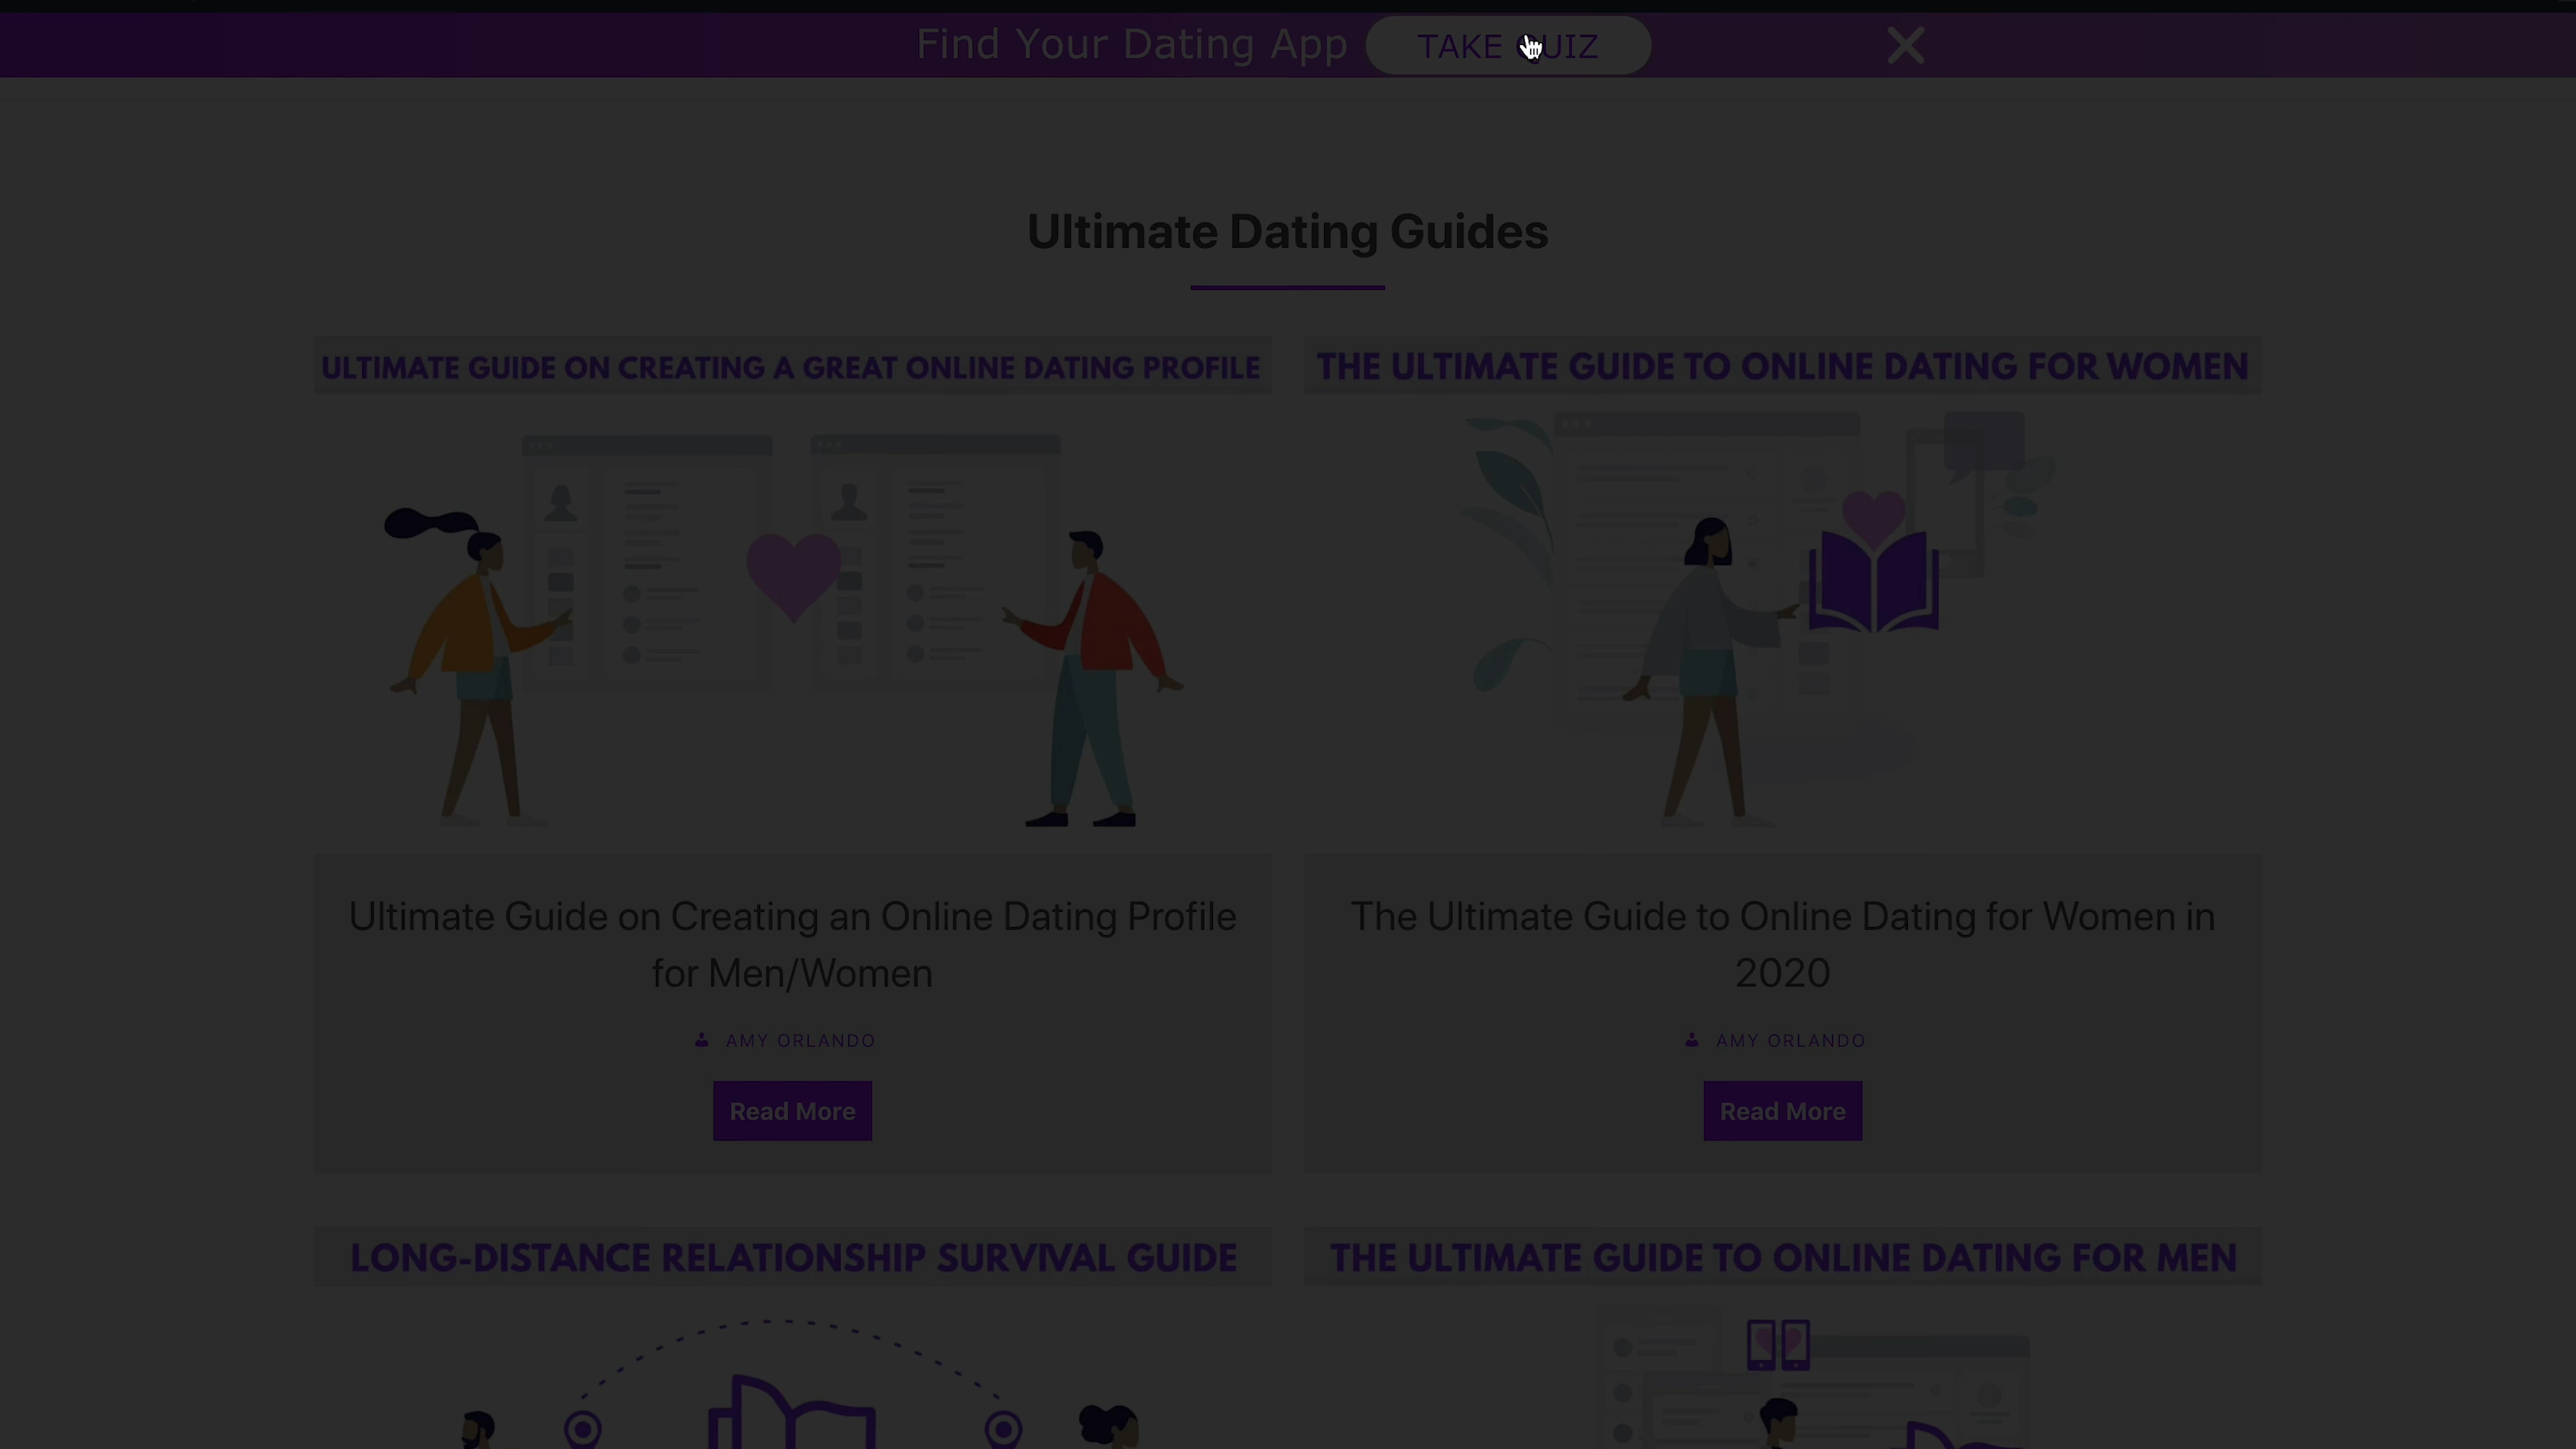 Find Your Dating App
TAKE QUIZ
Ultimate Dating Guides
ULTIMATE GUIDE ON CREATING A GREAT ONLINE DATING PROFILE
THE ULTIMATE GUIDE TO ONLINE DATING FOR WOMEN
Ultimate Guide on Creating an Online Dating Profile
for Men/Women
AMY ORLANDO
Read More
The Ultimate Guide to Online Dating for Women in
2020
AMY ORLANDO
Read More
LONG-DISTANCE RELATIONSHIP SURVIVAL GUIDE
THE ULTIMATE GUIDE TO ONLINE DATING FOR MEN